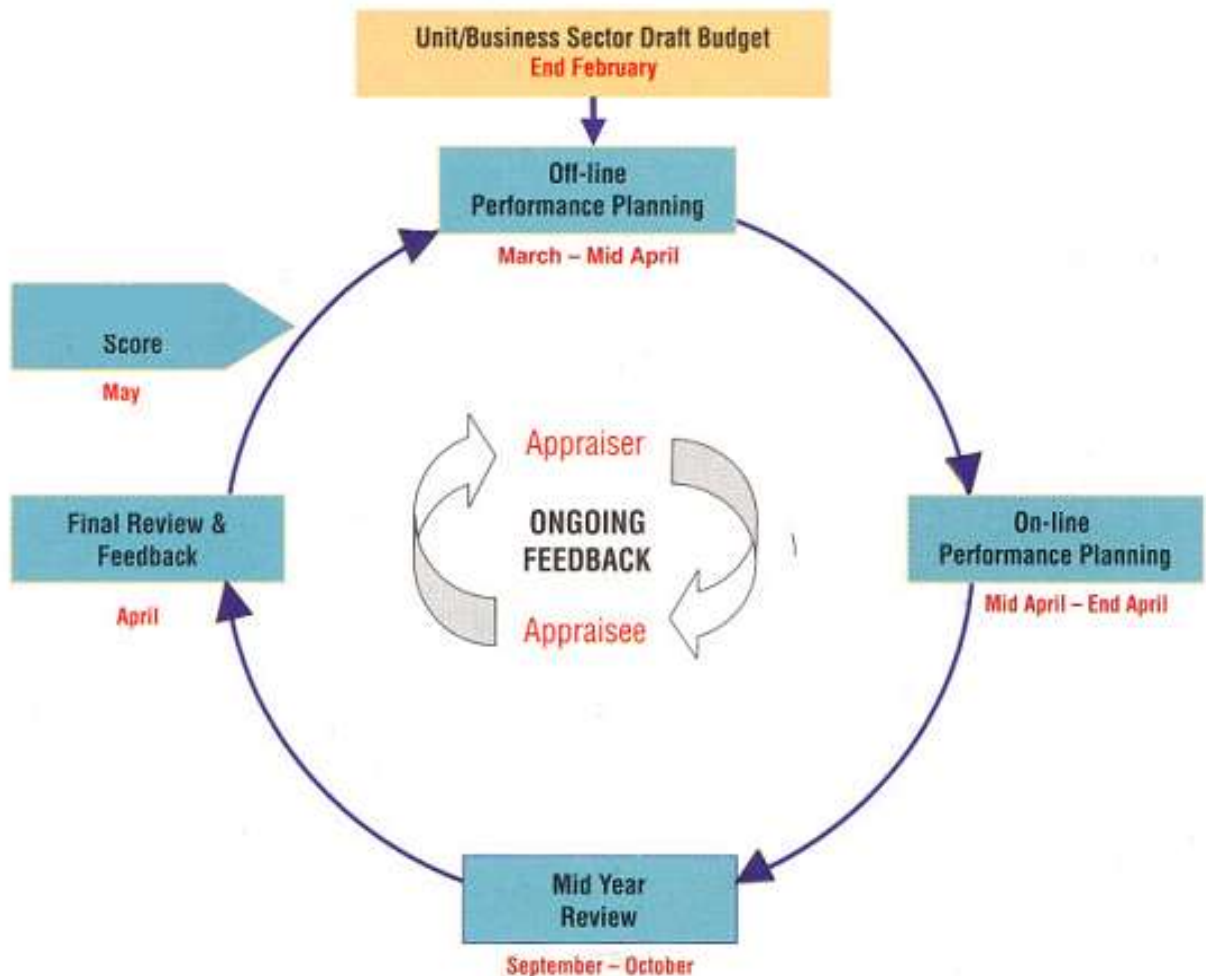 Unit/Business Sector Draft Budget
End February
Off-line
Performance Planning
March – Mid April
Score
May
Appraiser
ONGOING
FEEDBACK
Appraisee
Final Review &
Feedback
April
On-line
Performance Planning
Mid April – End April
Mid Year
Review
September – October